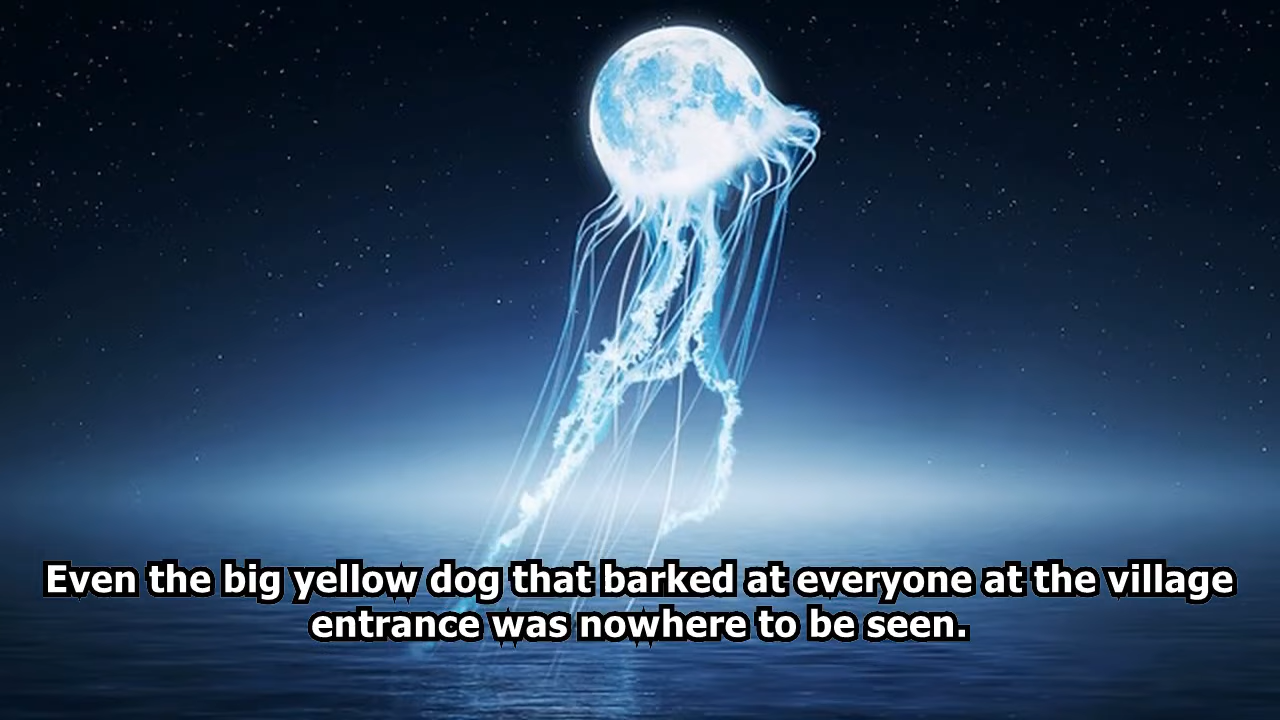 Even the big yellow dog that barked at everyone at the village
entrance was nowhere to be seen.